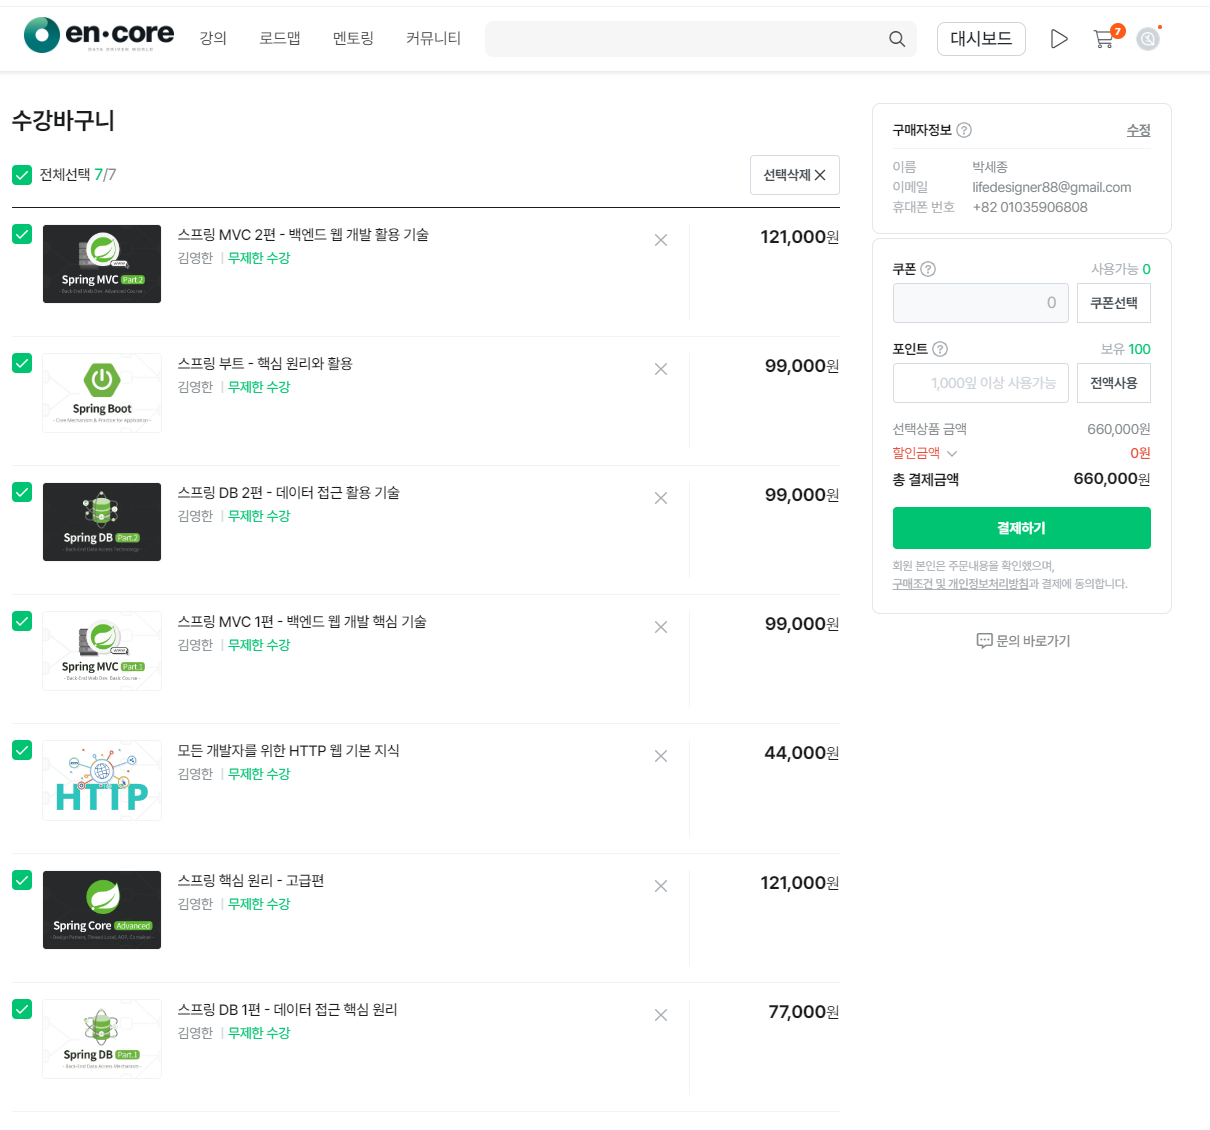 en·core
DATA DRIVEN WORLD
강의
로드맵
멘토링
커뮤니티
대시보드
7
수강바구니
전체선택 7/7
선택삭제
스프링 MVC 2편 - 백엔드 웹 개발 활용 기술
김영한 | 무제한 수강
121,000원
Spring MVC Part.2
- Back-End Web Dev. Advanced Course -
스프링 부트 - 핵심 원리와 활용
김영한 | 무제한 수강
99,000원
Spring Boot
- Core Mechanism & Practice for Application -
스프링 DB 2편 - 데이터 접근 활용 기술
김영한 | 무제한 수강
99,000원
Spring DB Part.2
- Back-End Data Access Technology -
스프링 MVC 1편 - 백엔드 웹 개발 핵심 기술
김영한 | 무제한 수강
99,000원
Spring MVC Part.1
- Back-End Web Dev. Basic Course -
모든 개발자를 위한 HTTP 웹 기본 지식
김영한 | 무제한 수강
44,000원
HTTP
스프링 핵심 원리 - 고급편
김영한 | 무제한 수강
121,000원
Spring Core Advanced
- Design Pattern, Thread Local, AOP, Container -
스프링 DB 1편 - 데이터 접근 핵심 원리
김영한 | 무제한 수강
77,000원
Spring DB Part.1
- Back-End Data Access Mechanism -
구매자정보 ?
수정
이름 박세종
이메일 lifedesigner88@gmail.com
휴대폰 번호 +82 01035906808
쿠폰 ?
사용가능 0
0
쿠폰선택
포인트 ?
보유 100
1,000잎 이상 사용가능
전액사용
선택상품 금액 660,000원
할인금액 0원
총 결제금액 660,000원
결제하기
회원 본인은 주문내용을 확인했으며,
구매조건 및 개인정보처리방침과 결제에 동의합니다.
문의 바로가기